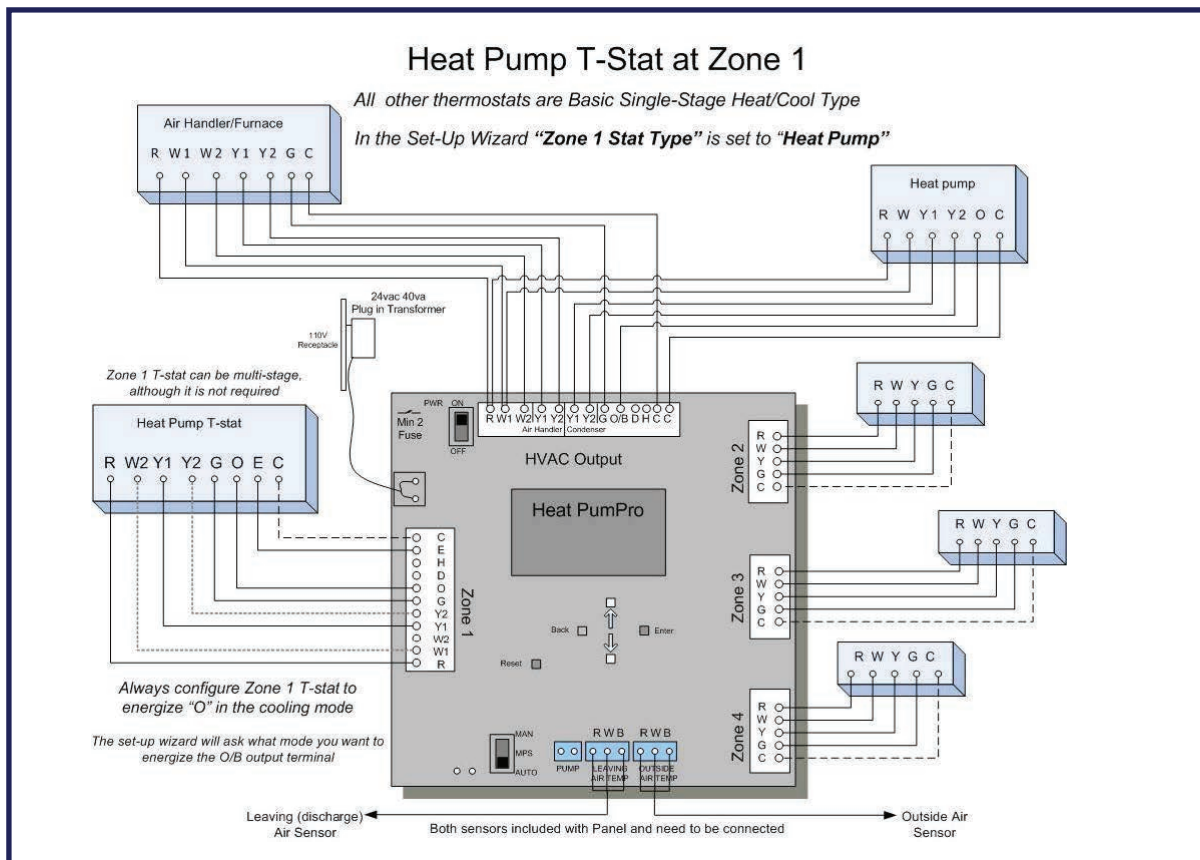 Heat Pump T-Stat at Zone 1
All other thermostats are Basic Single-Stage Heat/Cool Type
In the Set-Up Wizard "Zone 1 Stat Type" is set to "Heat Pump"
Air Handler/Furnace
R W1 W2 Y1 Y2 G C
Heat pump
R W Y1 Y2 O C
24vac 40va
Plug in Transformer
110V
Receptacle
Zone 1 T-stat can be multi-stage,
although it is not required
Heat Pump T-stat
R W2 Y1 Y2 G O E C
PWR ON
OFF
Min 2
Fuse
R W1 W2 Y1 Y2 Y1 Y2 G O/B D H C C
Air Handler Condenser
HVAC Output
Heat PumPro
Zone 1
C
E
H
D
O
G
Y2
Y1
W2
W1
R
Back
Enter
Reset
R W Y G C
Zone 2
R
W
Y
G
C
R W Y G C
Zone 3
R
W
Y
G
C
R W Y G C
Zone 4
R
W
Y
G
C
Always configure Zone 1 T-stat to
energize "O" in the cooling mode
The set-up wizard will ask what mode you want to
energize the O/B output terminal
MAN
MPS
AUTO
PUMP
R W B
LEAVING
AIR TEMP
R W B
OUTSIDE
AIR TEMP
Leaving (discharge)
Air Sensor
Both sensors included with Panel and need to be connected
Outside Air
Sensor